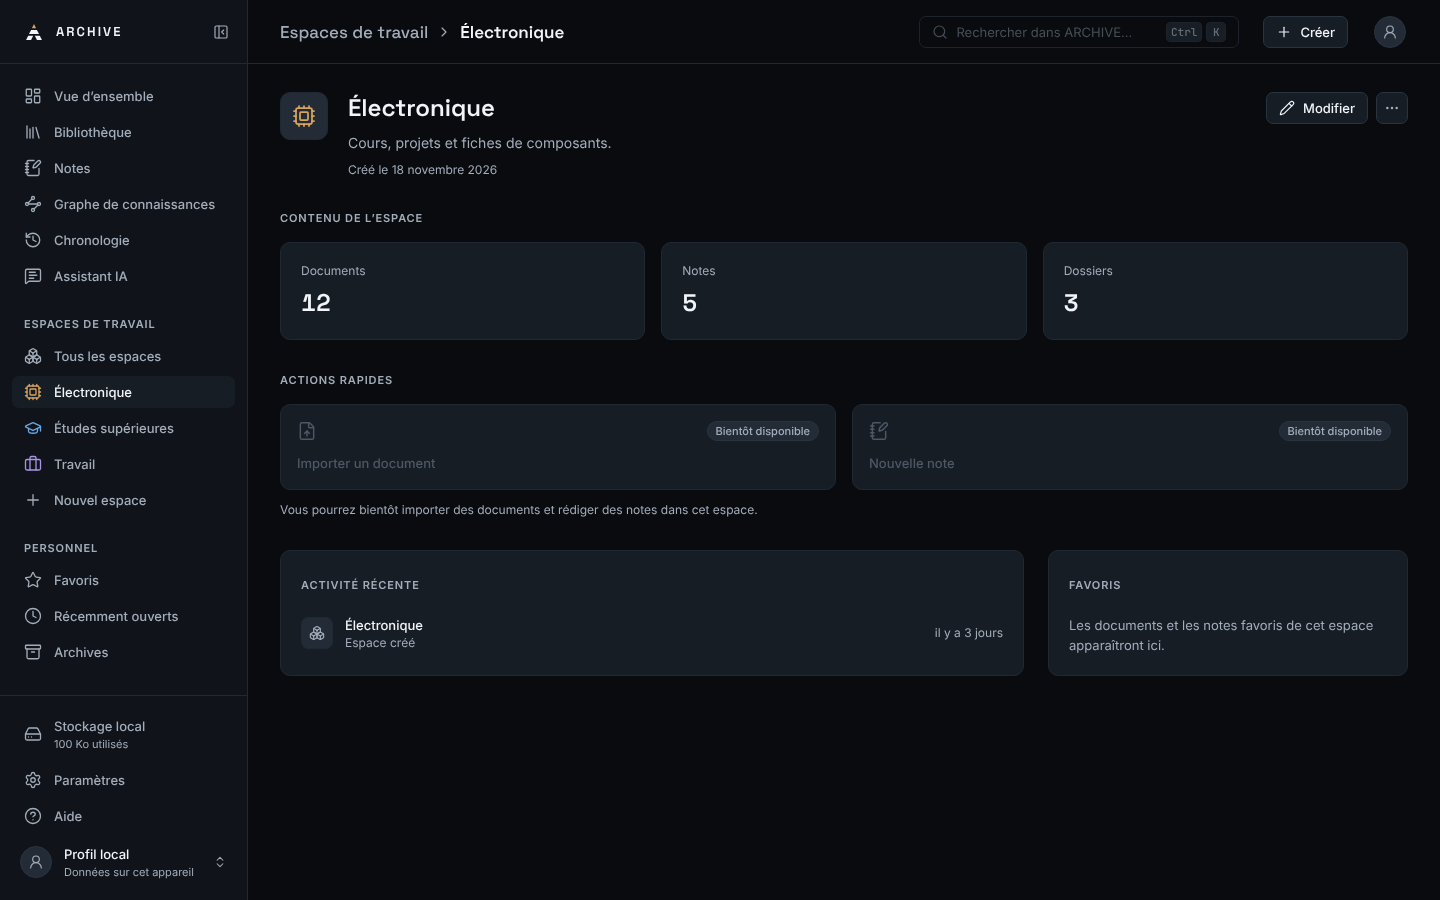 ARCHIVE
Vue d’ensemble
Bibliothèque
Notes
Graphe de connaissances
Chronologie
Assistant IA
ESPACES DE TRAVAIL
Tous les espaces
Électronique
Études supérieures
Travail
Nouvel espace
PERSONNEL
Favoris
Récemment ouverts
Archives
Stockage local
100 Ko utilisés
Paramètres
Aide
Profil local
Données sur cet appareil
Espaces de travail > Électronique
Rechercher dans ARCHIVE... Ctrl K
Créer
Électronique
Cours, projets et fiches de composants.
Créé le 18 novembre 2026
Modifier
CONTENU DE L’ESPACE
Documents
12
Notes
5
Dossiers
3
ACTIONS RAPIDES
Bientôt disponible
Importer un document
Bientôt disponible
Nouvelle note
Vous pourrez bientôt importer des documents et rédiger des notes dans cet espace.
ACTIVITÉ RÉCENTE
Électronique
Espace créé
il y a 3 jours
FAVORIS
Les documents et les notes favoris de cet espace
apparaîtront ici.